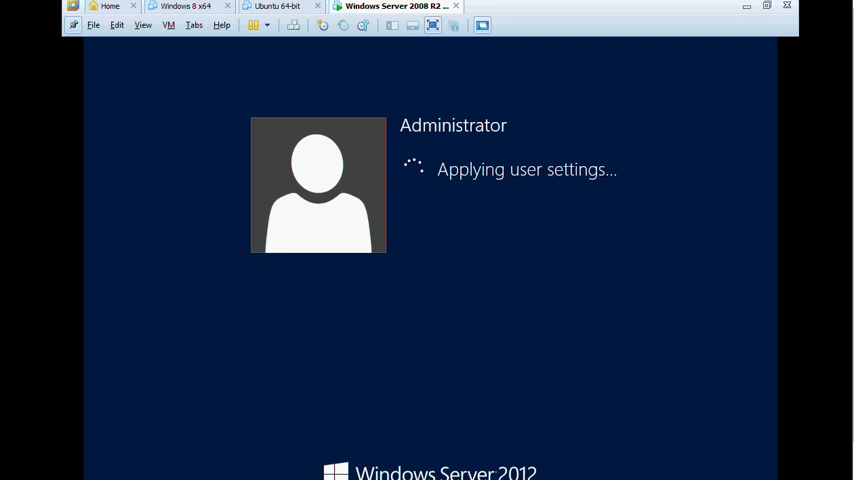 Home Windows 8 x64 Ubuntu 64-bit Windows Server 2008 R2 ...
File Edit View VM Tabs Help
Administrator
Applying user settings...
Windows Server 2012